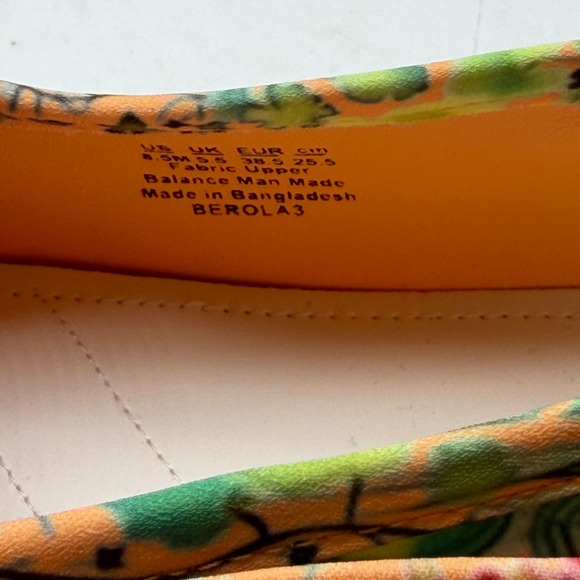 US UK EUR cm
8.5M 5.5 38.5 25.5
Fabric Upper
Balance Man Made
Made in Bangladesh
BEROLA3